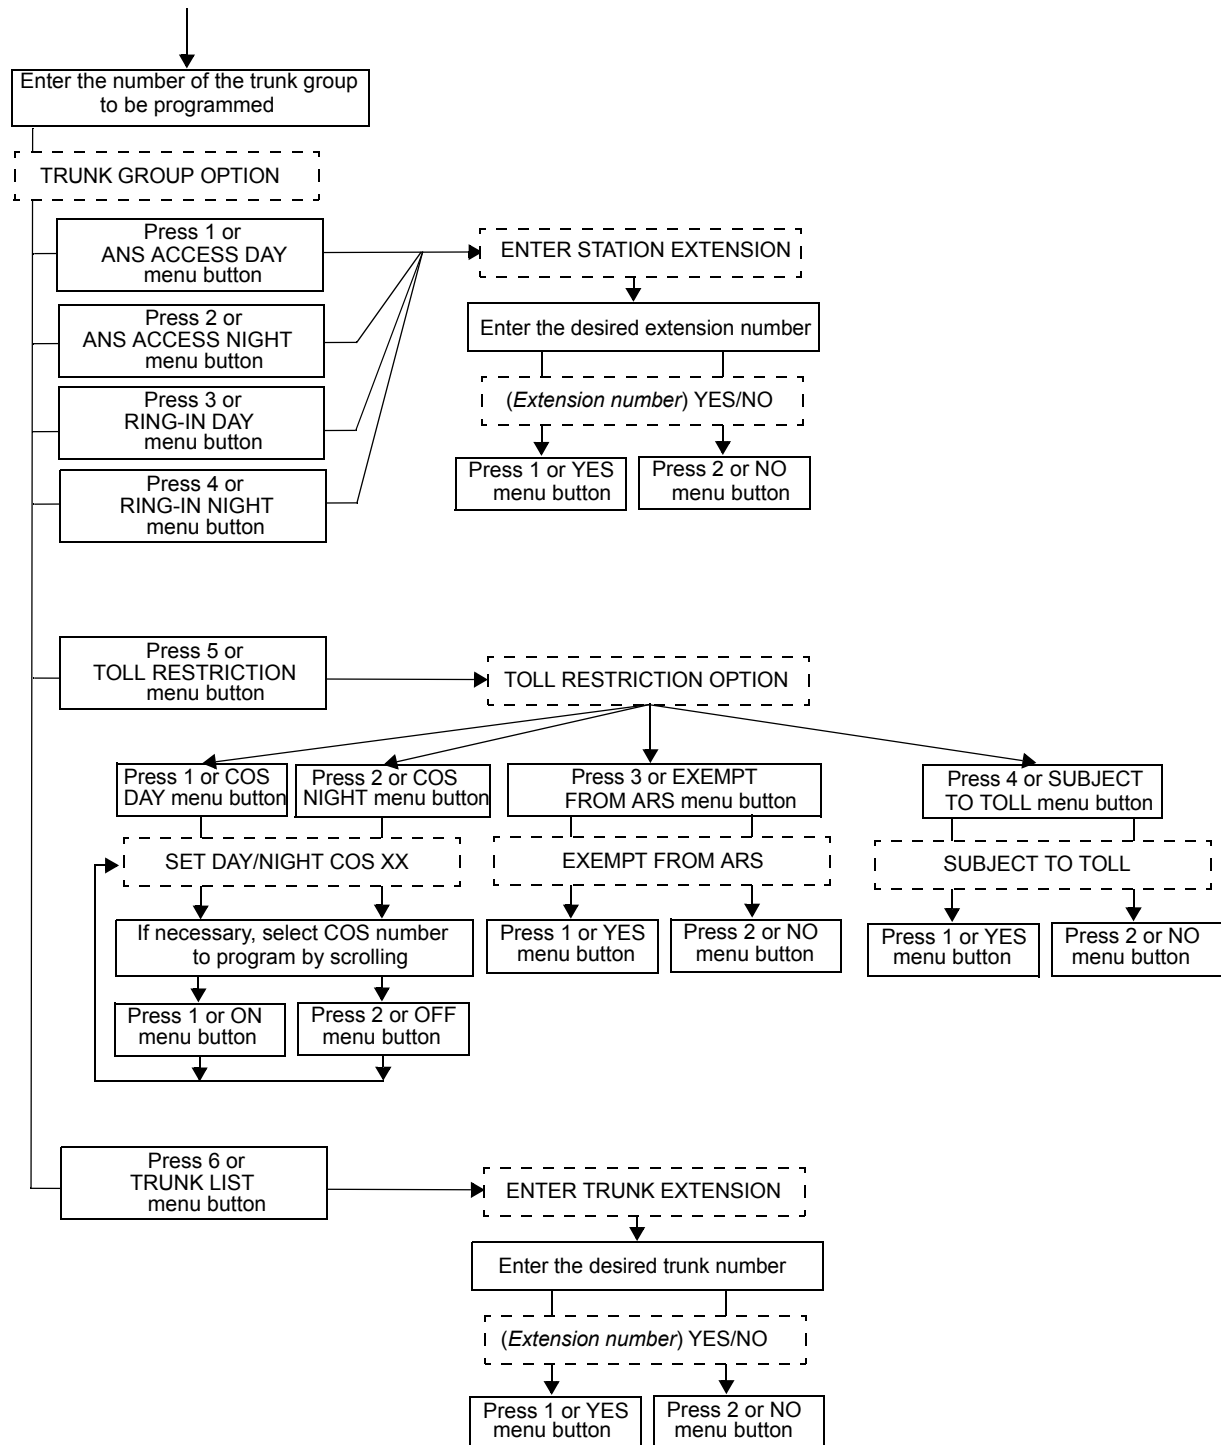 Enter the number of the trunk group
to be programmed
TRUNK GROUP OPTION
Press 1 or
ANS ACCESS DAY
menu button
Press 2 or
ANS ACCESS NIGHT
menu button
Press 3 or
RING-IN DAY
menu button
Press 4 or
RING-IN NIGHT
menu button
ENTER STATION EXTENSION
Enter the desired extension number
(Extension number) YES/NO
Press 1 or YES
menu button
Press 2 or NO
menu button
Press 5 or
TOLL RESTRICTION
menu button
TOLL RESTRICTION OPTION
Press 1 or COS
DAY menu button
Press 2 or COS
NIGHT menu button
Press 3 or EXEMPT
FROM ARS menu button
Press 4 or SUBJECT
TO TOLL menu button
SET DAY/NIGHT COS XX
EXEMPT FROM ARS
SUBJECT TO TOLL
If necessary, select COS number
to program by scrolling
Press 1 or YES
menu button
Press 2 or NO
menu button
Press 1 or YES
menu button
Press 2 or NO
menu button
Press 1 or ON
menu button
Press 2 or OFF
menu button
Press 6 or
TRUNK LIST
menu button
ENTER TRUNK EXTENSION
Enter the desired trunk number
(Extension number) YES/NO
Press 1 or YES
menu button
Press 2 or NO
menu button